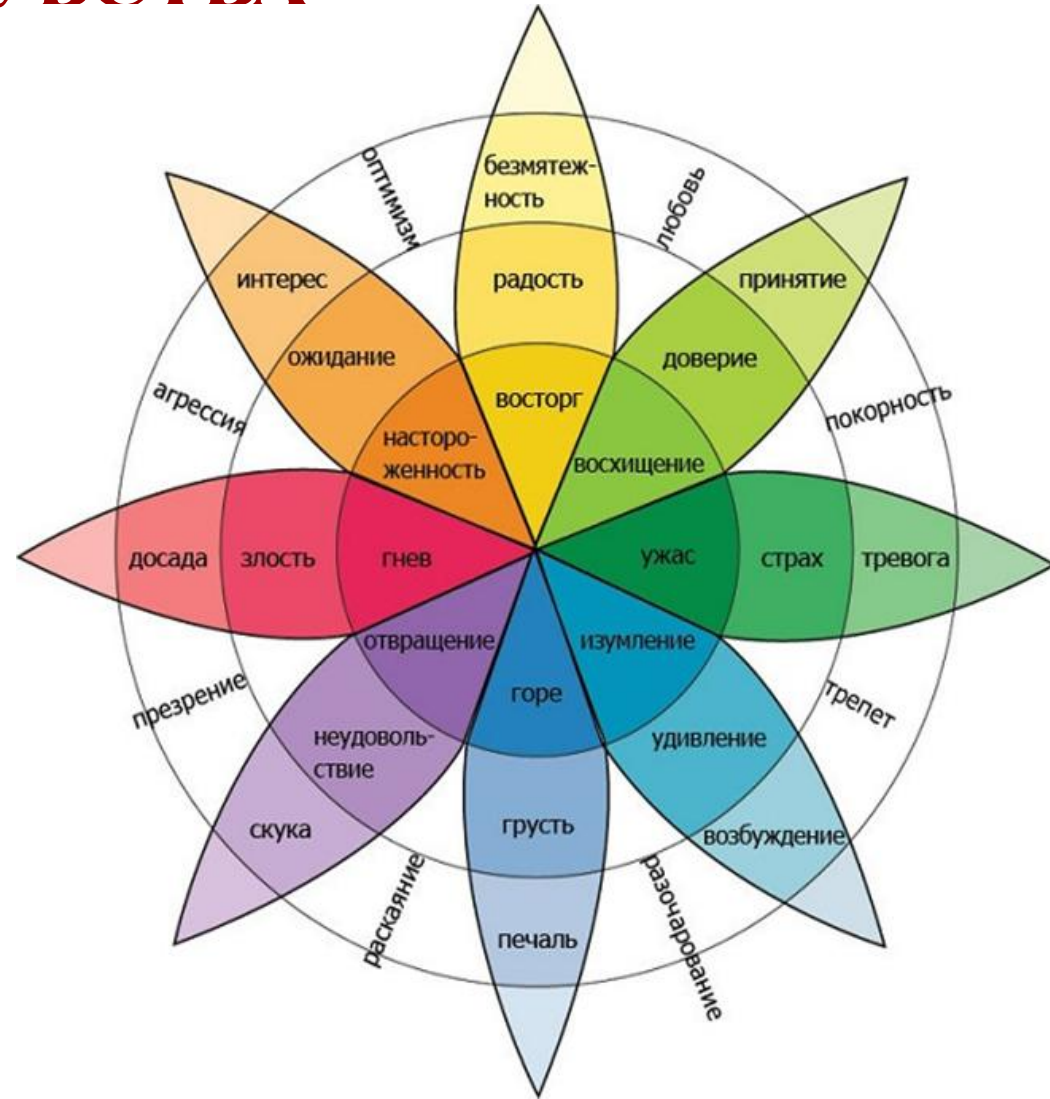 безмятеж-
ность
оптимизм
любовь
интерес
радость
принятие
ожидание
доверие
агрессия
восторг
покорность
насторо-
женность
восхищение
досада
злость
гнев
ужас
страх
тревога
отвращение
изумление
горе
презрение
трепет
неудоволь-
ствие
удивление
скука
грусть
возбуждение
раскаяние
разочарование
печаль